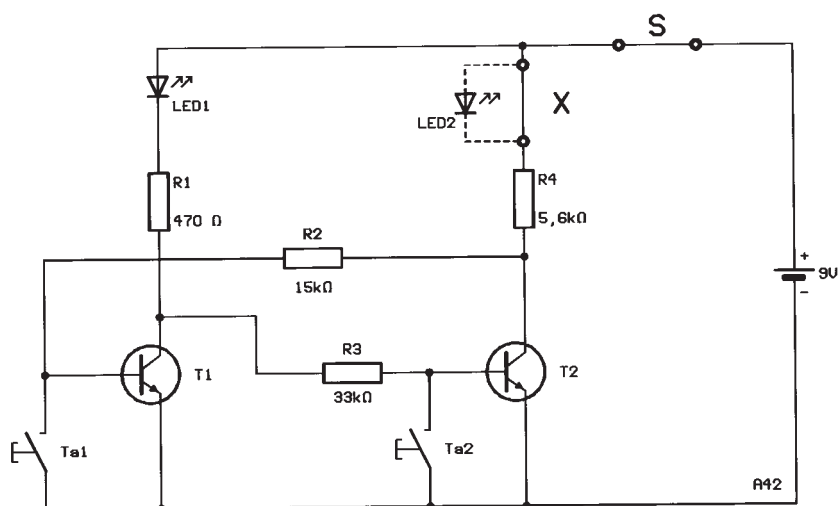 S
LED1
LED2
X
R1
470 Ω
R4
5,6kΩ
R2
15kΩ
+
9V
-
R3
33kΩ
T1
T2
Ta1
Ta2
A42